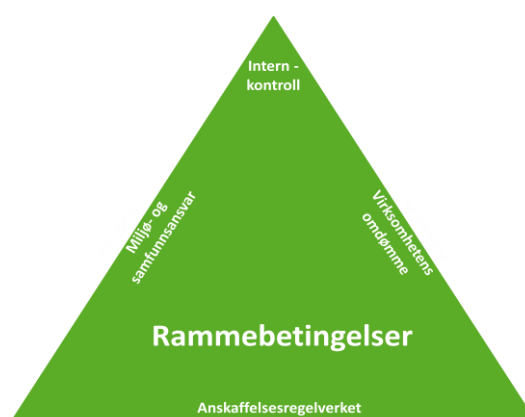 Intern -
kontroll
Miljø- og
samfunnsansvar
Virksomhetens
omdømme
Rammebetingelser
Anskaffelsesregelverket